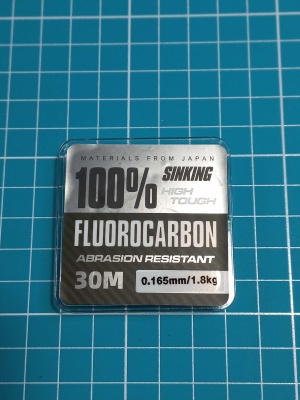 MATERIALS FROM JAPAN
100% SINKING
HIGH
TOUGH
FLUOROCARBON
ABRASION RESISTANT
30M 0.165mm/1.8kg